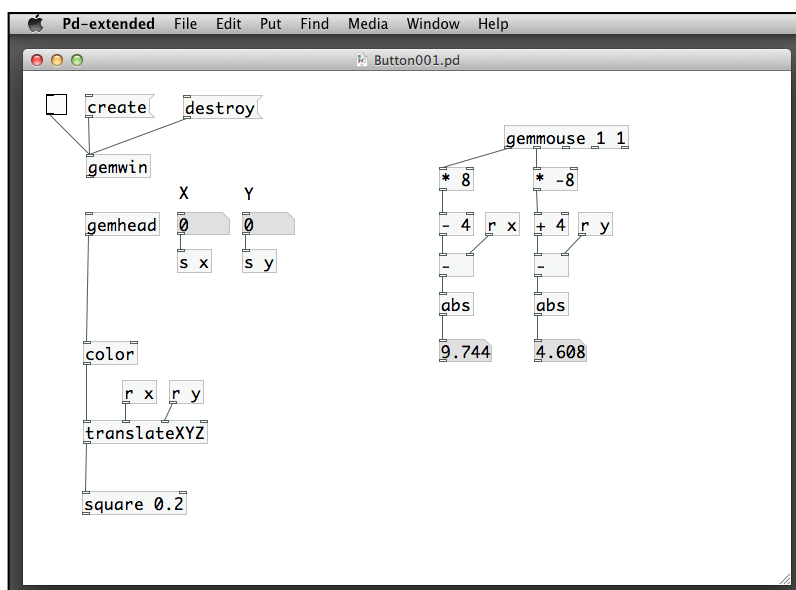 Pd-extended File Edit Put Find Media Window Help
Button001.pd
create destroy
gemwin
X Y
gemhead 0 0
s x s y
color
r x r y
translateXYZ
square 0.2
gemmouse 1 1
* 8 * -8
- 4 r x + 4 r y
- -
abs abs
9.744 4.608